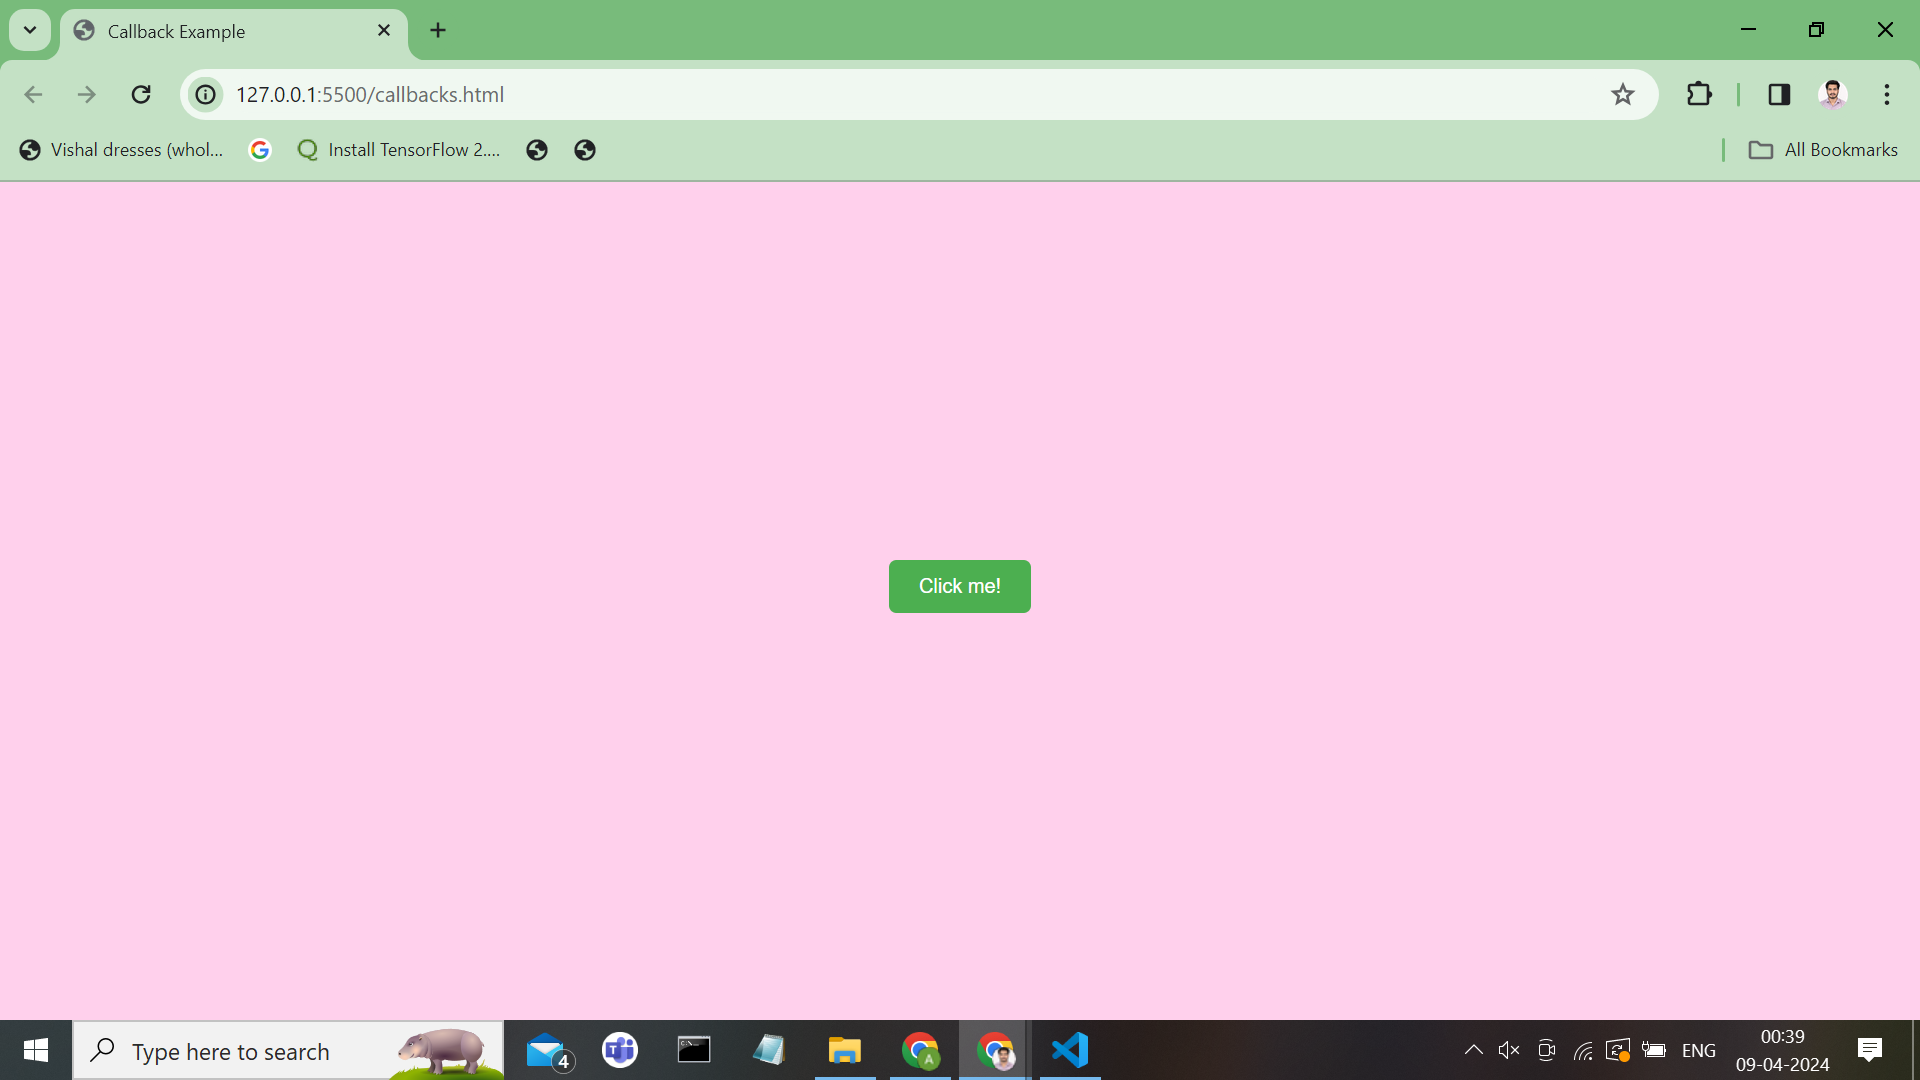 Callback Example
127.0.0.1:5500/callbacks.html
Vishal dresses (whol...
Install TensorFlow 2....
All Bookmarks
Click me!
Type here to search
4
A
ENG
00:39
09-04-2024